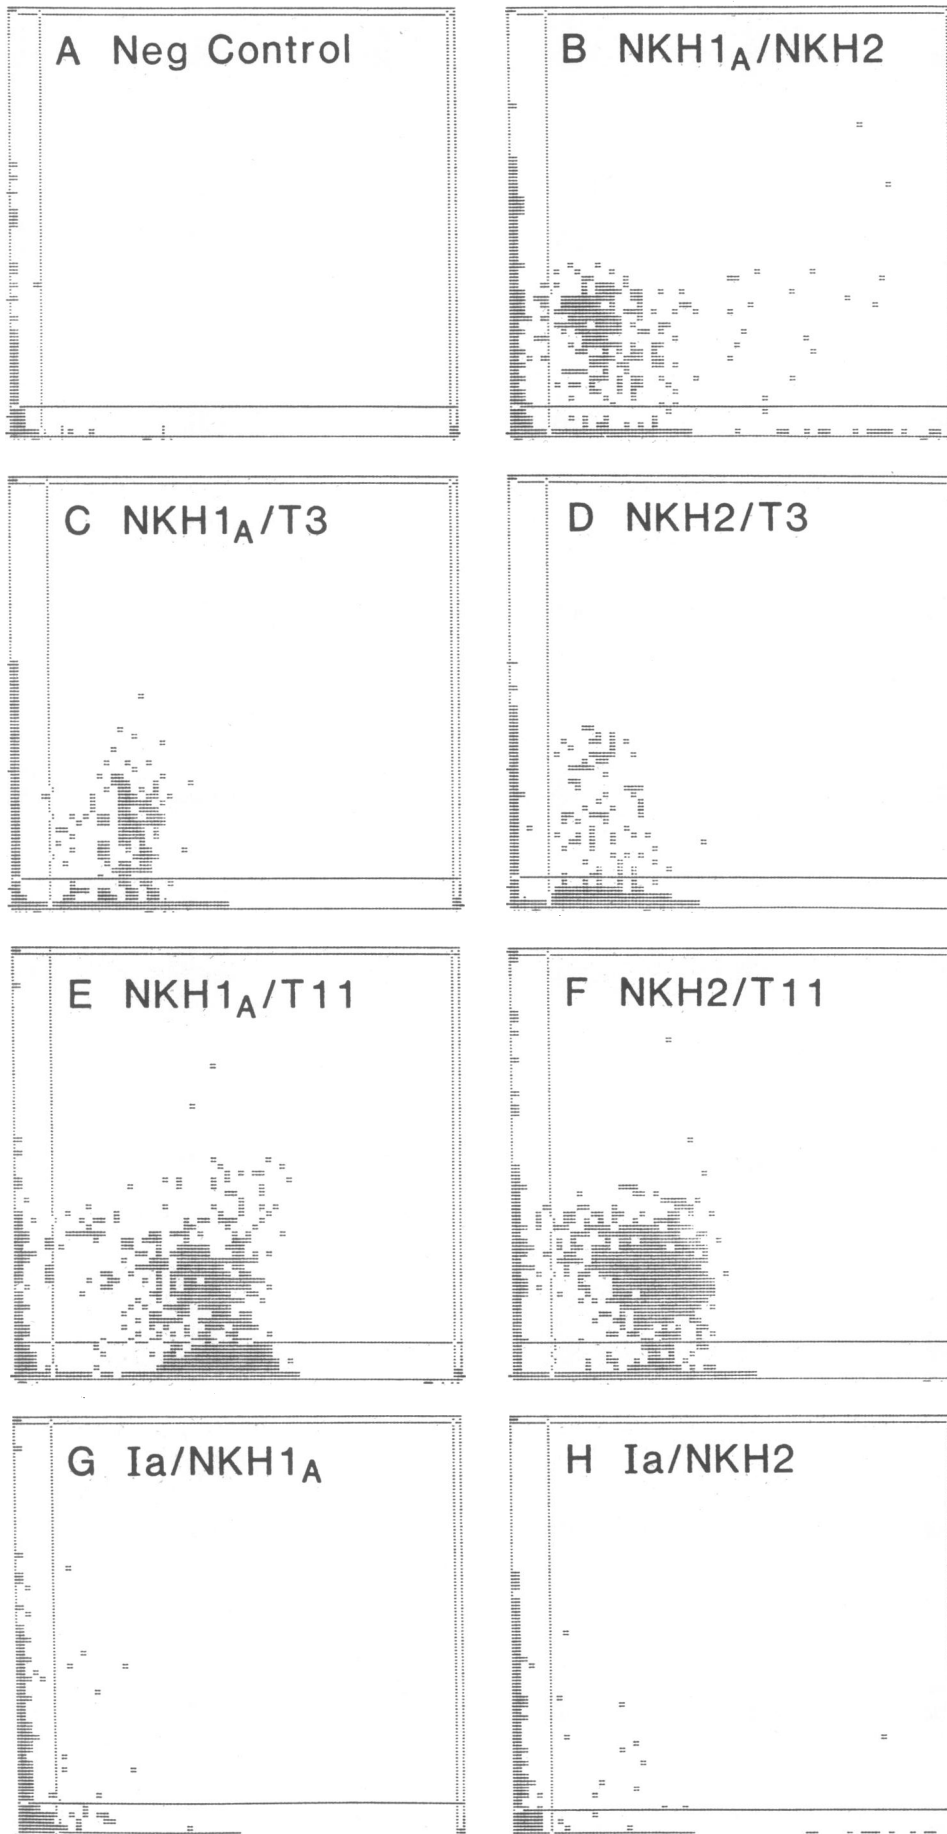 A Neg Control
B NKH1A/NKH2
C NKH1A/T3
D NKH2/T3
E NKH1A/T11
F NKH2/T11
G Ia/NKH1A
H Ia/NKH2